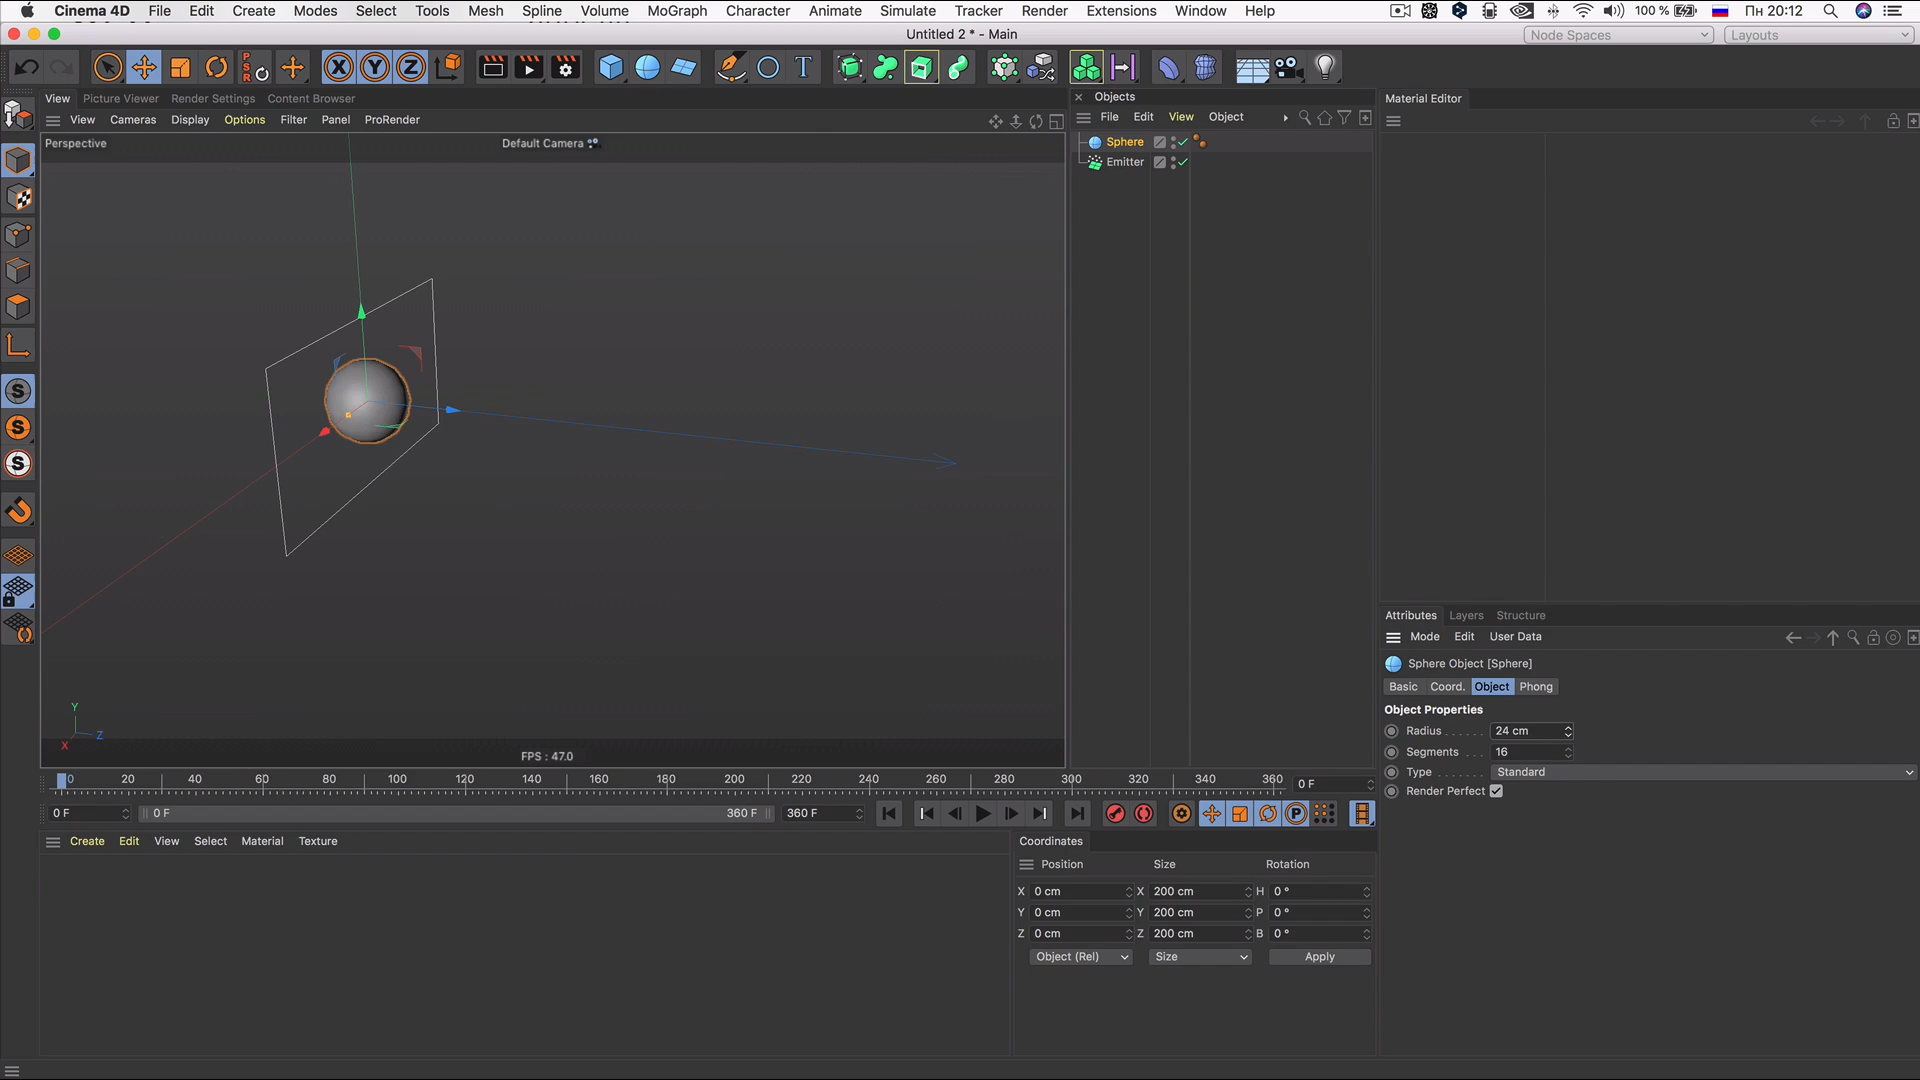 Cinema 4D File Edit Create Modes Select Tools Mesh Spline Volume MoGraph Character Animate Simulate Tracker Render Extensions Window Help 100 % Пн 20:12
Untitled 2 * - Main
Node Spaces Layouts
PSR X Y Z T
View Picture Viewer Render Settings Content Browser
View Cameras Display Options Filter Panel ProRender
Perspective
Default Camera
Y
Z
X
FPS : 47.0
S
S
S
Objects
File Edit View Object
Sphere
Emitter
Material Editor
Attributes Layers Structure
Mode Edit User Data
Sphere Object [Sphere]
Basic Coord. Object Phong
Object Properties
Radius 24 cm
Segments 16
Type Standard
Render Perfect
0 20 40 60 80 100 120 140 160 180 200 220 240 260 280 300 320 340 360 0 F
0 F 0 F 360 F 360 F P
Create Edit View Select Material Texture
Coordinates
Position Size Rotation
X 0 cm X 200 cm H 0 °
Y 0 cm Y 200 cm P 0 °
Z 0 cm Z 200 cm B 0 °
Object (Rel) Size Apply